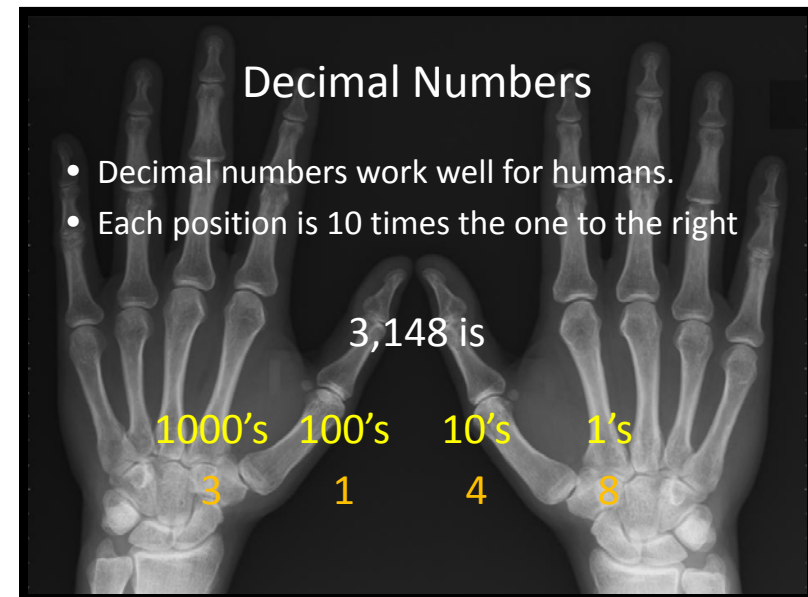 Decimal Numbers
• Decimal numbers work well for humans.
• Each position is 10 times the one to the right
3,148 is
1000’s 100’s 10’s 1’s
3 1 4 8